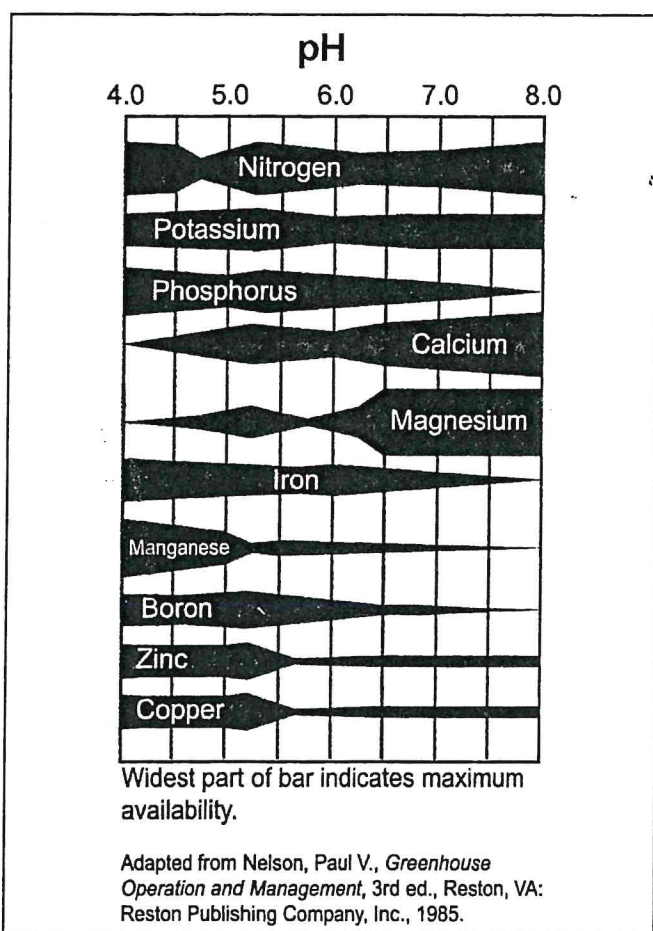 pH
4.0 5.0 6.0 7.0 8.0
Nitrogen
Potassium
Phosphorus
Calcium
Magnesium
Iron
Manganese
Boron
Zinc
Copper
Widest part of bar indicates maximum
availability.
Adapted from Nelson, Paul V., Greenhouse
Operation and Management, 3rd ed., Reston, VA:
Reston Publishing Company, Inc., 1985.